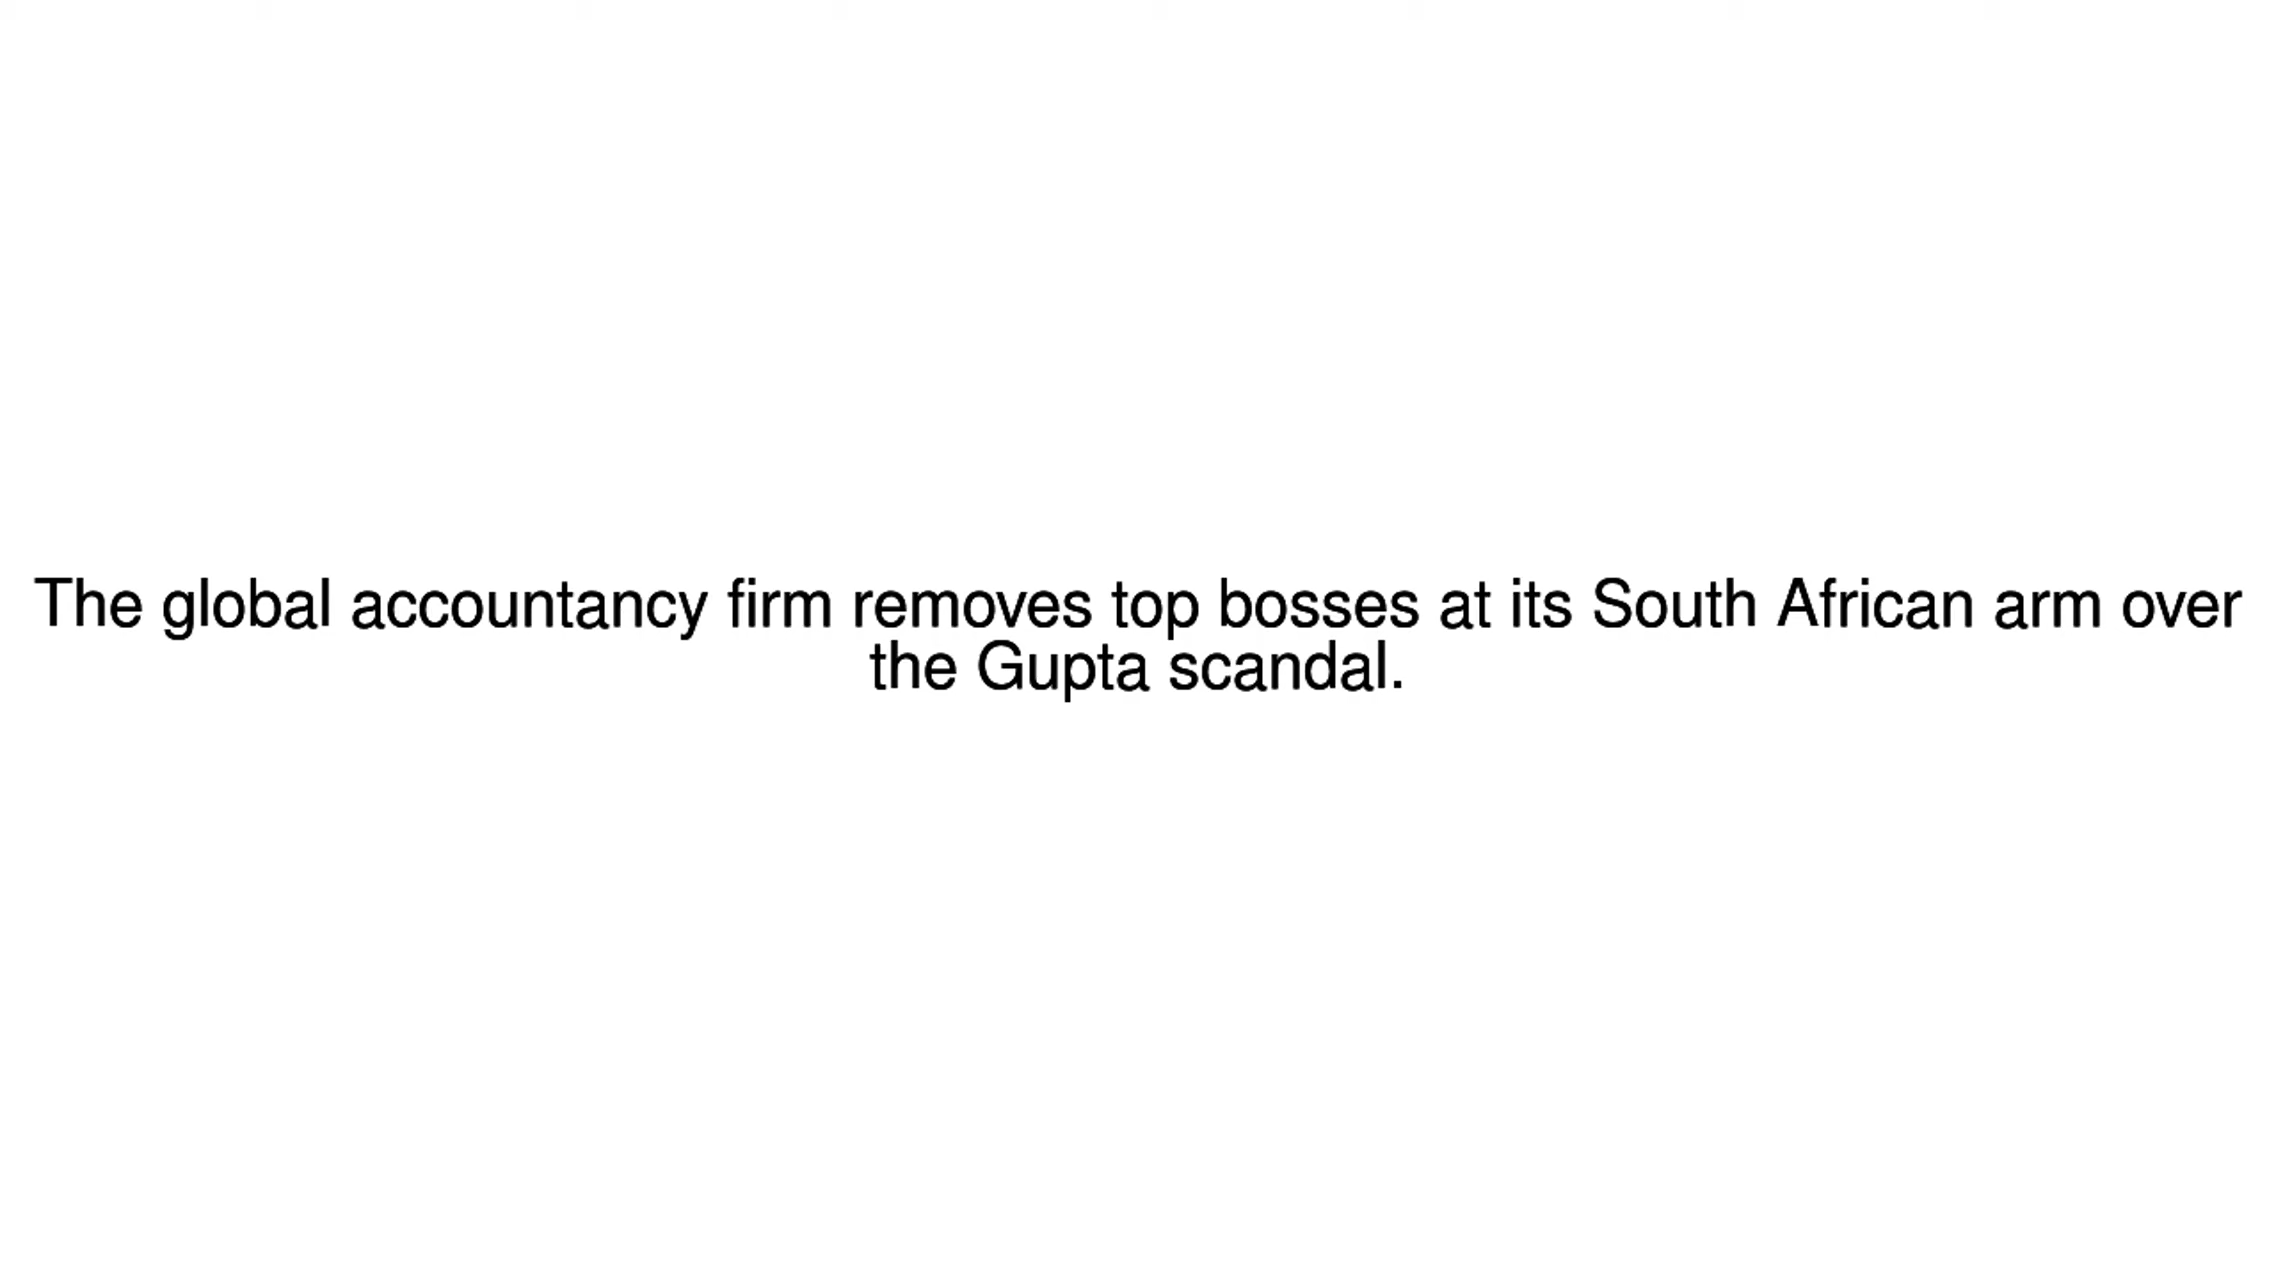 The global accountancy firm removes top bosses at its South African arm over
the Gupta scandal.